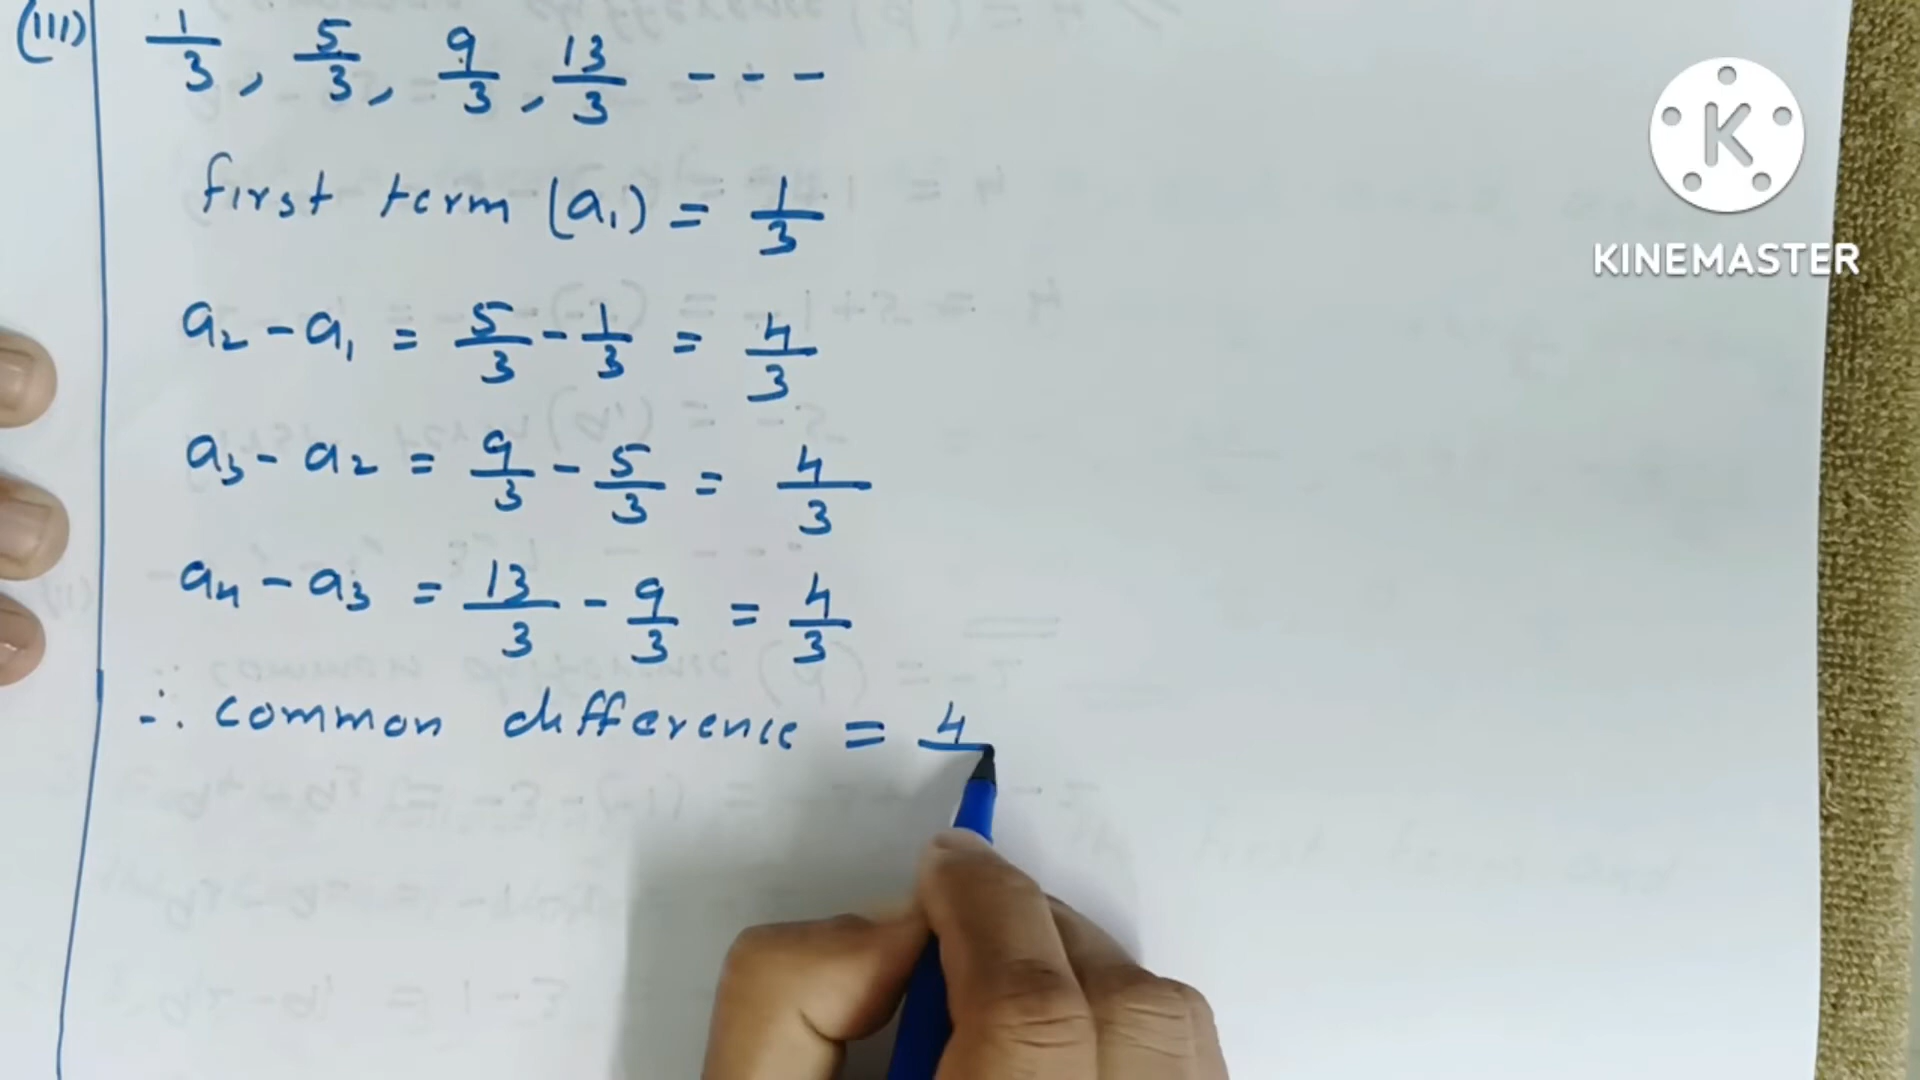 (III) 1/3, 5/3, 9/3, 13/3 ---
first term (a₁) = 1/3
a₂ - a₁ = 5/3 - 1/3 = 4/3
a₃ - a₂ = 9/3 - 5/3 = 4/3
a₄ - a₃ = 13/3 - 9/3 = 4/3
∴ common difference = 4/
KINEMASTER